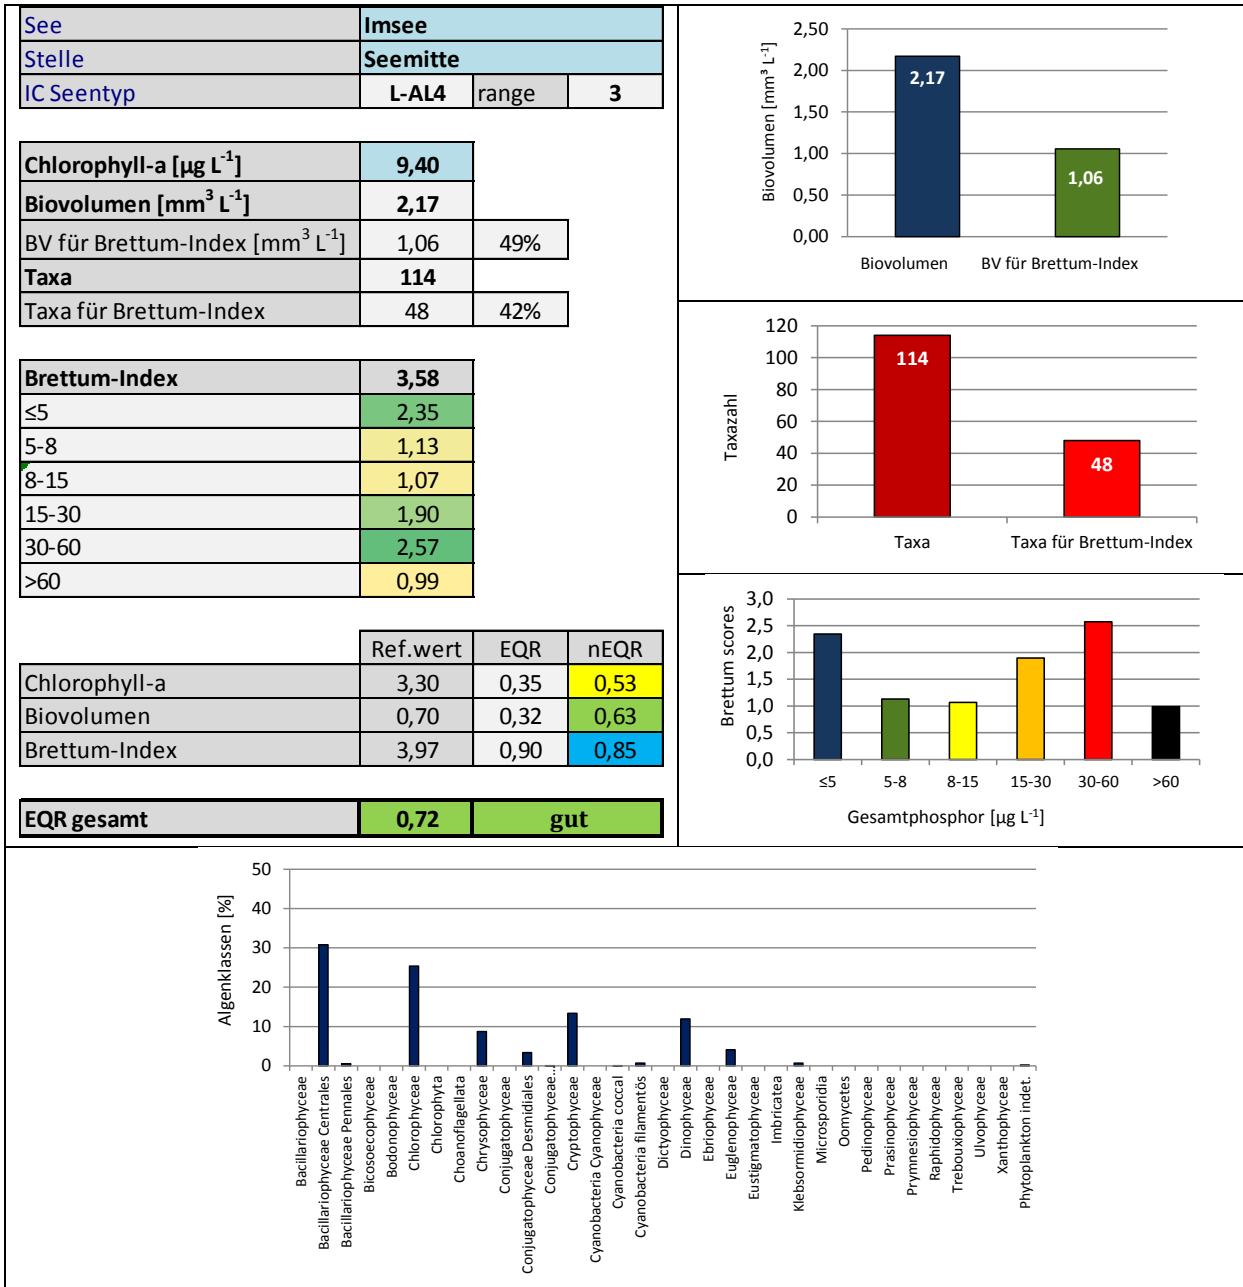 See Imsee
Stelle Seemitte
IC Seentyp L-AL4 range 3
Chlorophyll-a [µg L⁻¹] 9,40
Biovolumen [mm³ L⁻¹] 2,17
BV für Brettum-Index [mm³ L⁻¹] 1,06 49%
Taxa 114
Taxa für Brettum-Index 48 42%
Brettum-Index 3,58
≤5 2,35
5-8 1,13
8-15 1,07
15-30 1,90
30-60 2,57
>60 0,99
Ref.wert EQR nEQR
Chlorophyll-a 3,30 0,35 0,53
Biovolumen 0,70 0,32 0,63
Brettum-Index 3,97 0,90 0,85
EQR gesamt 0,72 gut
Biovolumen [mm³ L⁻¹]
2,50
2,00
1,50
1,00
0,50
0,00
2,17
1,06
Biovolumen BV für Brettum-Index
Taxazahl
120
100
80
60
40
20
0
114
48
Taxa Taxa für Brettum-Index
Brettum scores
3,0
2,5
2,0
1,5
1,0
0,5
0,0
≤5 5-8 8-15 15-30 30-60 >60
Gesamtphosphor [µg L⁻¹]
Algenklassen [%]
50
40
30
20
10
0
Bacillariophyceae
Bacillariophyceae Centrales
Bacillariophyceae Pennales
Bicosoecophyceae
Bodonophyceae
Chlorophyceae
Chlorophyta
Choanoflagellata
Chrysophyceae
Conjugatophyceae
Conjugatophyceae Desmidiales
Conjugatophyceae...
Cryptophyceae
Cyanobacteria Cyanophyceae
Cyanobacteria coccal
Cyanobacteria filamentös
Dictyophyceae
Dinophyceae
Ebriophyceae
Euglenophyceae
Eustigmatophyceae
Imbricatea
Klebsormidiophyceae
Microsporidia
Oomycetes
Pedinophyceae
Prasinophyceae
Prymnesiophyceae
Raphidophyceae
Trebouxiophyceae
Ulvophyceae
Xanthophyceae
Phytoplankton indet.